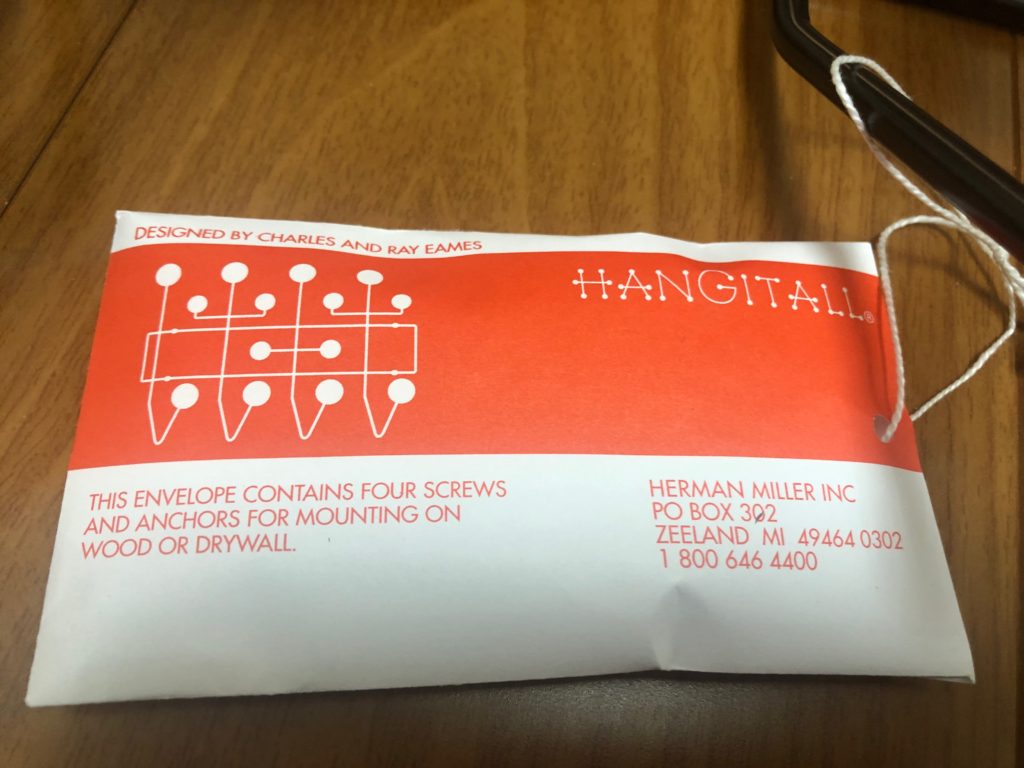 DESIGNED BY CHARLES AND RAY EAMES
HANGITALL®
THIS ENVELOPE CONTAINS FOUR SCREWS
AND ANCHORS FOR MOUNTING ON
WOOD OR DRYWALL.
HERMAN MILLER INC
PO BOX 302
ZEELAND MI 49464 0302
1 800 646 4400